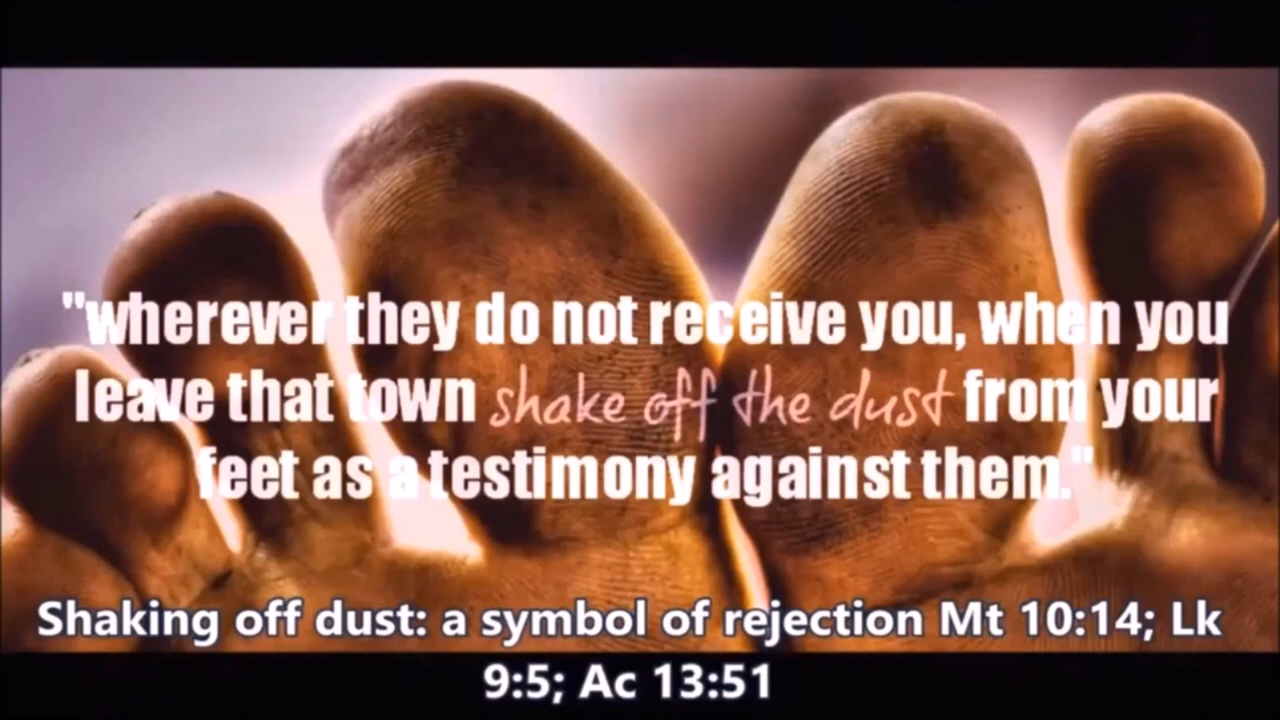 "wherever they do not receive you, when you
leave that town shake off the dust from your
feet as a testimony against them."
Shaking off dust: a symbol of rejection Mt 10:14; Lk
9:5; Ac 13:51